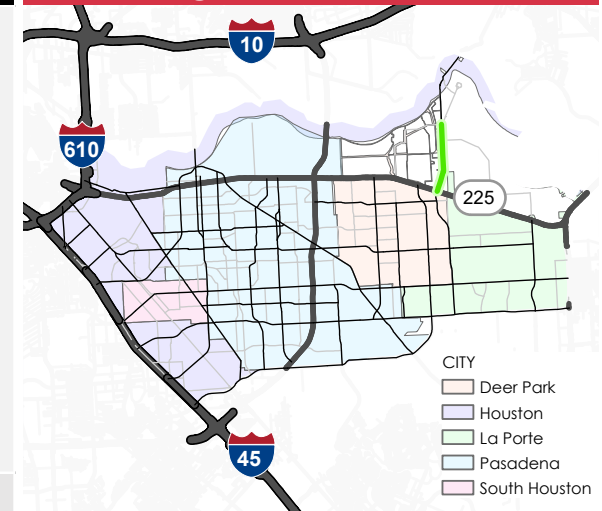 10
610
225
CITY
Deer Park
Houston
La Porte
Pasadena
South Houston
45